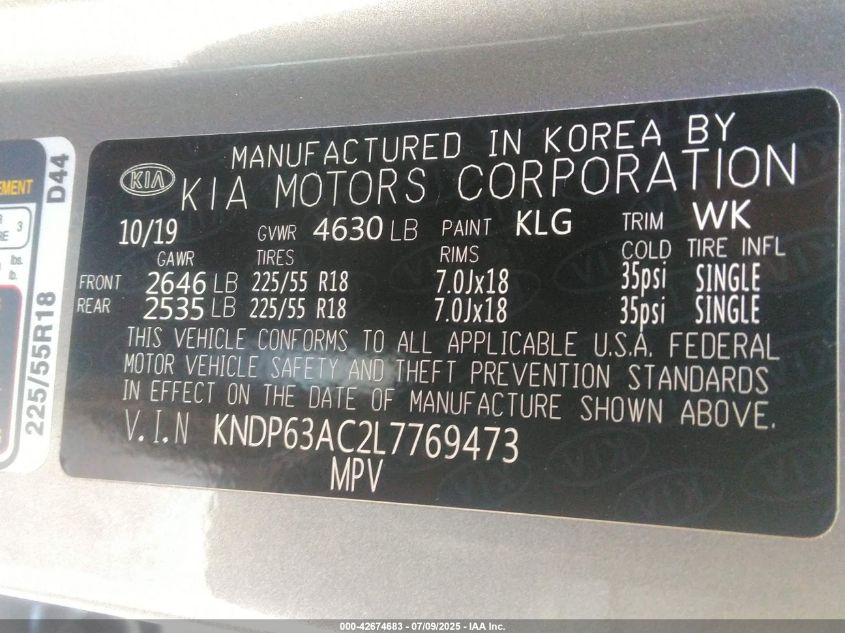 MANUFACTURED IN KOREA BY
KIA KIA MOTORS CORPORATION
10/19 GVWR 4630 LB PAINT KLG TRIM WK
GAWR TIRES RIMS COLD TIRE INFL
FRONT 2646 LB 225/55 R18 7.0Jx18 35psi SINGLE
REAR 2535 LB 225/55 R18 7.0Jx18 35psi SINGLE
THIS VEHICLE CONFORMS TO ALL APPLICABLE U.S.A. FEDERAL
MOTOR VEHICLE SAFETY AND THEFT PREVENTION STANDARDS
IN EFFECT ON THE DATE OF MANUFACTURE SHOWN ABOVE.
V.I.N KNDP63AC2L7769473
MPV
D44
225/55R18
3
lbs.
lb.
000-42674683 / 07/09/2025 - IAA Inc.